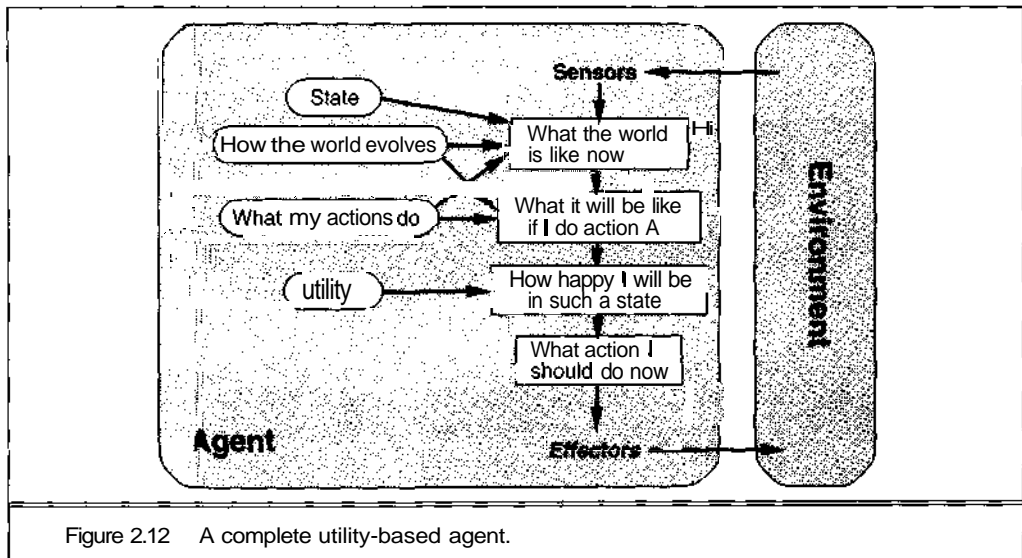 Sensors
State
What the world
is like now
How the world evolves
What it will be like
if I do action A
What my actions do
How happy I will be
in such a state
utility
What action I
should do now
Agent
Effectors
Environment
Figure 2.12 A complete utility-based agent.